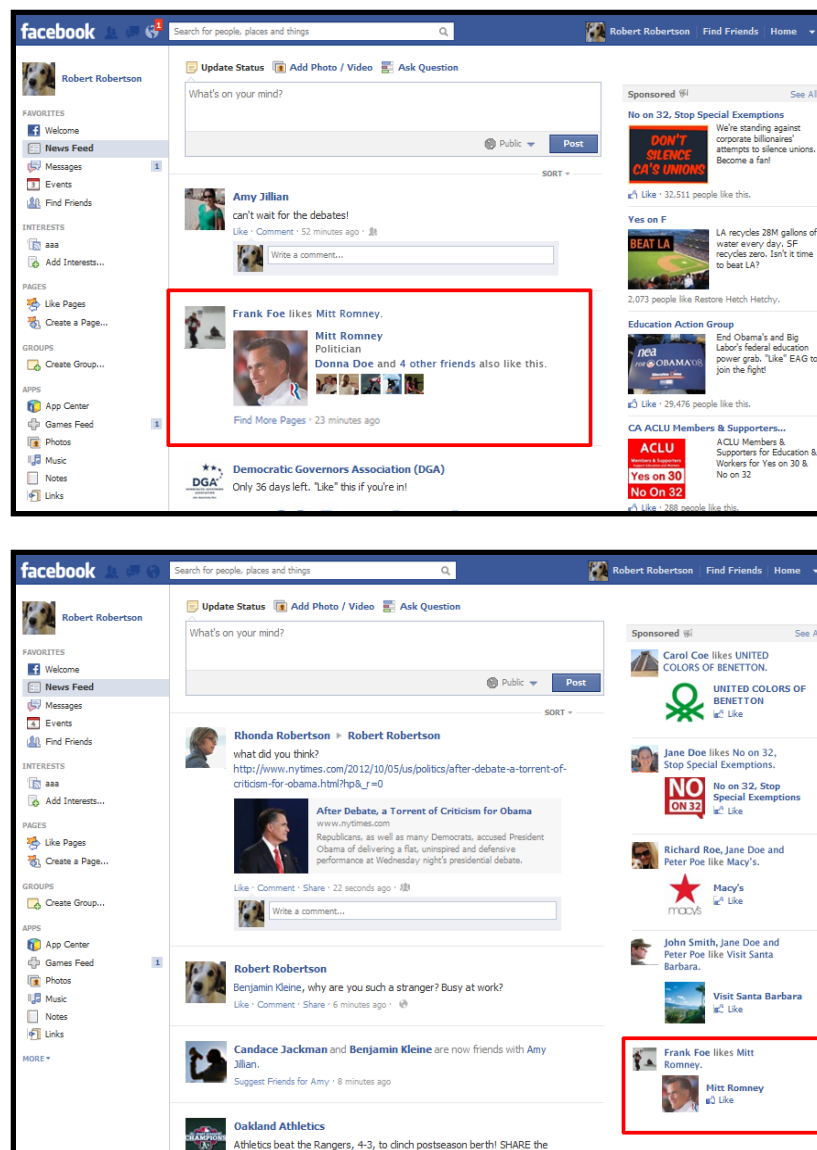 facebook
1
Search for people, places and things
Robert Robertson
Find Friends
Home
Robert Robertson
FAVORITES
Welcome
News Feed
Messages 1
3 Events
Find Friends
INTERESTS
aaa
Add Interests...
PAGES
Like Pages
Create a Page...
GROUPS
Create Group...
APPS
App Center
Games Feed 1
Photos
Music
Notes
Links
Update Status Add Photo / Video Ask Question
What's on your mind?
Public Post
SORT
Amy Jillian
can't wait for the debates!
Like · Comment · 52 minutes ago ·
Write a comment...
Frank Foe likes Mitt Romney.
Mitt Romney
Politician
Donna Doe and 4 other friends also like this.
Find More Pages · 23 minutes ago
DGA
Democratic Governors Association (DGA)
Only 36 days left. "Like" this if you're in!
Sponsored See All
No on 32, Stop Special Exemptions
DON'T
SILENCE
CA'S UNIONS
We're standing against
corporate billionaires'
attempts to silence unions.
Become a fan!
Like · 32,511 people like this.
Yes on F
BEAT LA
LA recycles 28M gallons of
water every day. SF
recycles zero. Isn't it time
to beat LA?
2,073 people like Restore Hetch Hetchy.
Education Action Group
nea
FOR OBAMA'08
End Obama's and Big
Labor's federal education
power grab. "Like" EAG to
join the fight!
Like · 29,476 people like this.
CA ACLU Members & Supporters...
ACLU
Members & Supporters
Yes on 30
No On 32
ACLU Members &
Supporters for Education &
Workers for Yes on 30 &
No on 32
Like · 288 people like this.
facebook
Search for people, places and things
Robert Robertson
Find Friends
Home
Robert Robertson
FAVORITES
Welcome
News Feed
Messages
4 Events
Find Friends
INTERESTS
aaa
Add Interests...
PAGES
Like Pages
Create a Page...
GROUPS
Create Group...
APPS
App Center
Games Feed 1
Photos
Music
Notes
Links
MORE
Update Status Add Photo / Video Ask Question
What's on your mind?
Public Post
SORT
Rhonda Robertson Robert Robertson
what did you think?
http://www.nytimes.com/2012/10/05/us/politics/after-debate-a-torrent-of-
criticism-for-obama.html?hp&_r=0
After Debate, a Torrent of Criticism for Obama
www.nytimes.com
Republicans, as well as many Democrats, accused President
Obama of delivering a flat, uninspired and defensive
performance at Wednesday night's presidential debate.
Like · Comment · Share · 22 seconds ago ·
Write a comment...
Robert Robertson
Benjamin Kleine, why are you such a stranger? Busy at work?
Like · Comment · Share · 6 minutes ago ·
Candace Jackman and Benjamin Kleine are now friends with Amy
Jillian.
Suggest Friends for Amy · 8 minutes ago
Oakland Athletics
Athletics beat the Rangers, 4-3, to clinch postseason berth! SHARE the
Sponsored See A
Carol Coe likes UNITED
COLORS OF BENETTON.
UNITED COLORS OF
BENETTON
Like
Jane Doe likes No on 32,
Stop Special Exemptions.
NO
ON 32
No on 32, Stop
Special Exemptions
Like
Richard Roe, Jane Doe and
Peter Poe like Macy's.
macy's
Macy's
Like
John Smith, Jane Doe and
Peter Poe like Visit Santa
Barbara.
Visit Santa Barbara
Like
Frank Foe likes Mitt
Romney.
Mitt Romney
Like